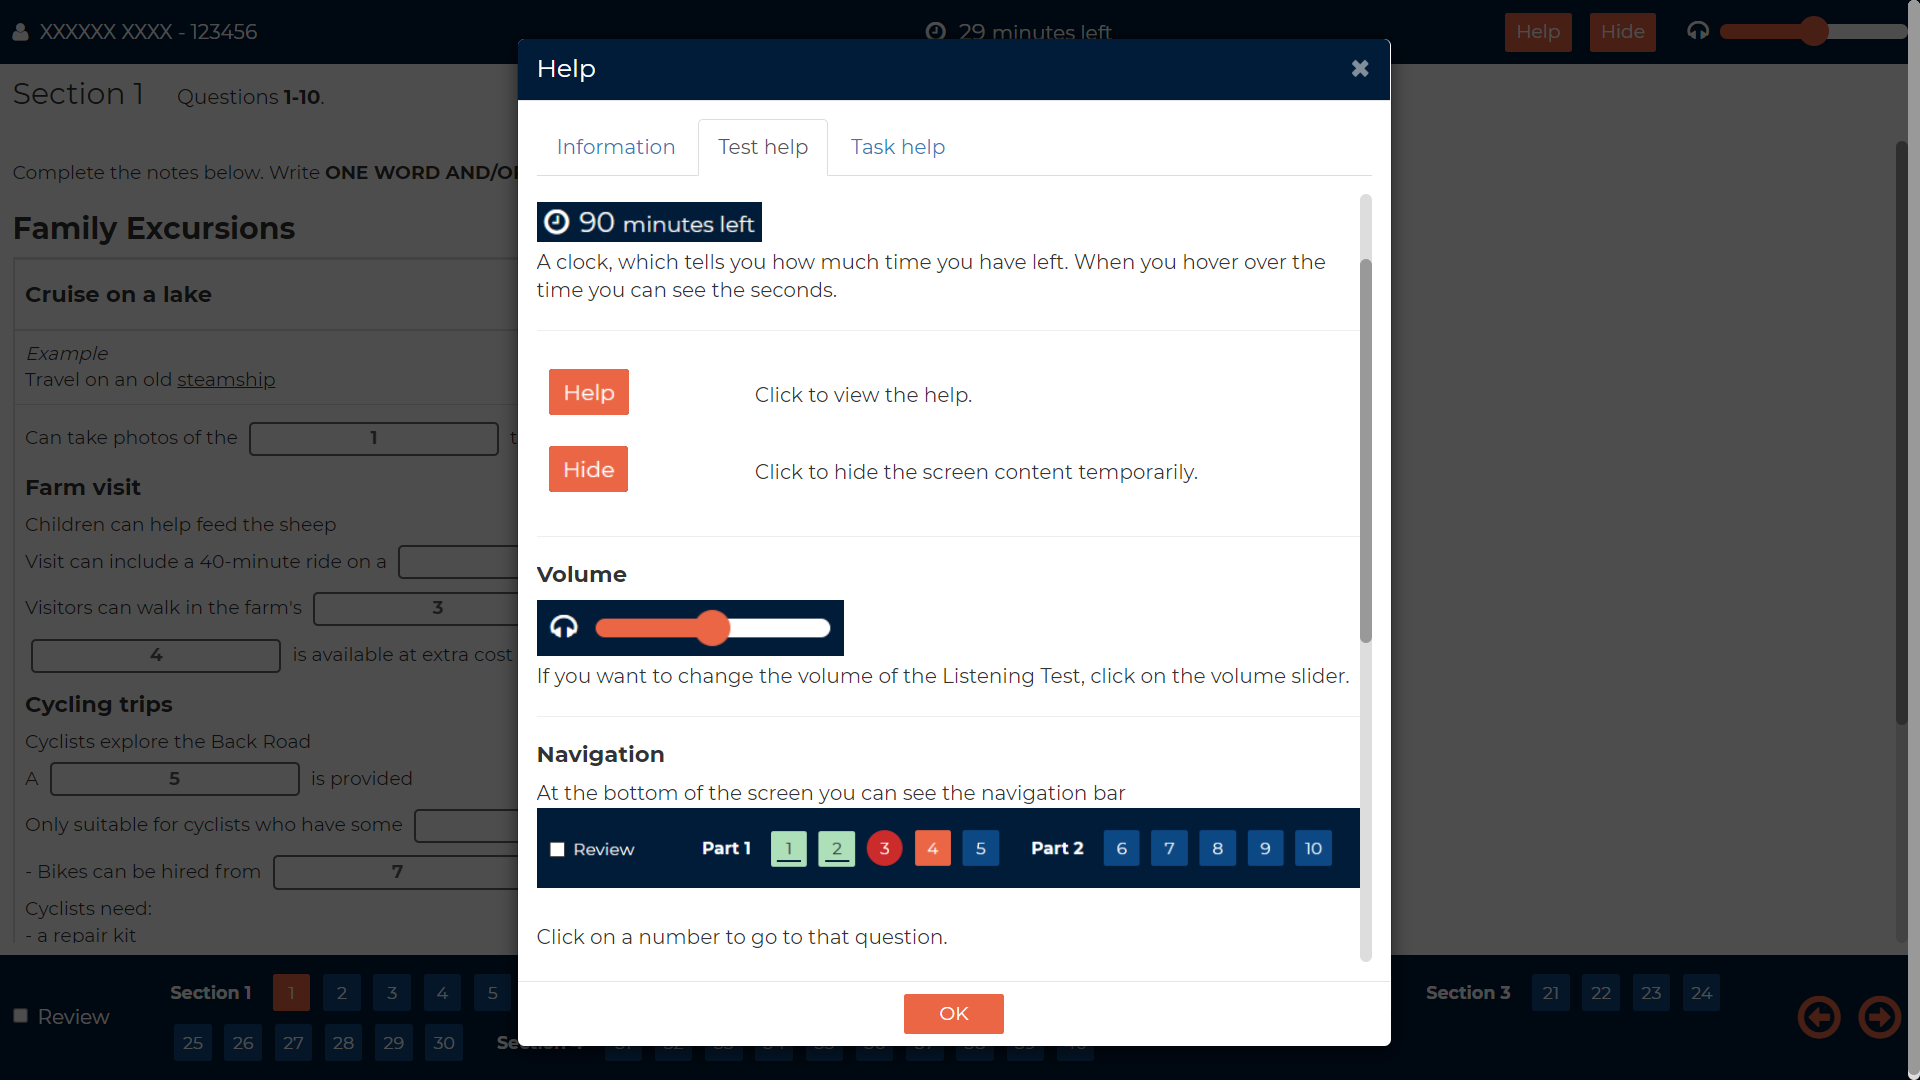 XXXXXX XXXX - 123456
29 minutes left
Help
Hide
Section 1
Questions 1-10.
Complete the notes below. Write ONE WORD AND/OR
Family Excursions
Cruise on a lake
Example
Travel on an old steamship
Can take photos of the 1
Farm visit
Children can help feed the sheep
Visit can include a 40-minute ride on a
Visitors can walk in the farm's 3
4 is available at extra cost
Cycling trips
Cyclists explore the Back Road
A 5 is provided
Only suitable for cyclists who have some
- Bikes can be hired from 7
Cyclists need:
- a repair kit
Help
Information
Test help
Task help
90 minutes left
A clock, which tells you how much time you have left. When you hover over the
time you can see the seconds.
Help
Click to view the help.
Hide
Click to hide the screen content temporarily.
Volume
If you want to change the volume of the Listening Test, click on the volume slider.
Navigation
At the bottom of the screen you can see the navigation bar
Review Part 1 1 2 3 4 5 Part 2 6 7 8 9 10
Click on a number to go to that question.
OK
Review
Section 1 1 2 3 4 5
Section 3 21 22 23 24
25 26 27 28 29 30